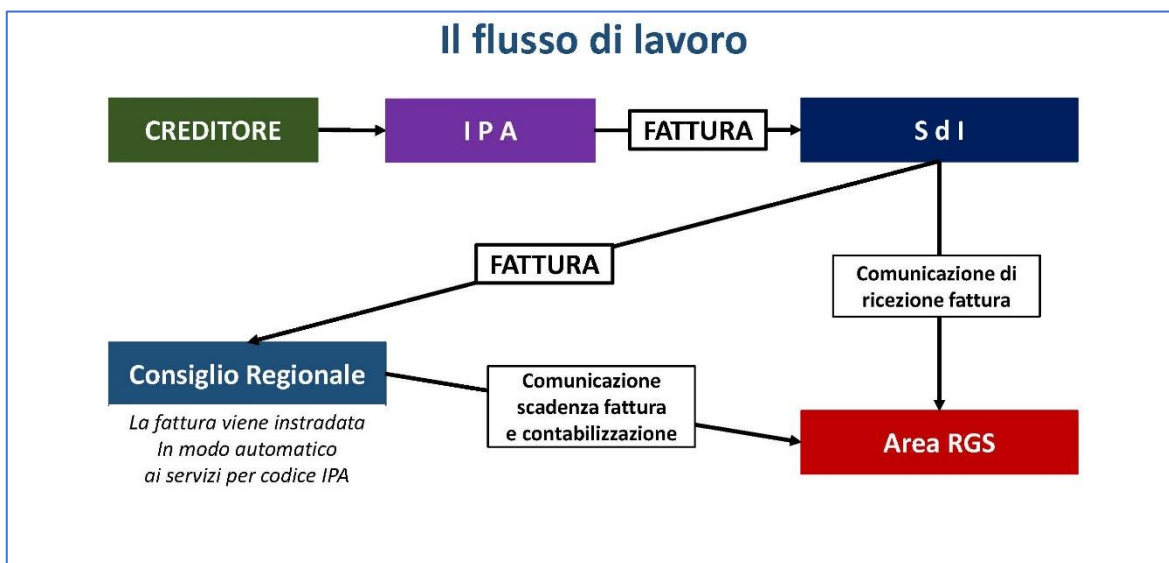 Il flusso di lavoro
CREDITORE
I P A
FATTURA
S d I
FATTURA
Comunicazione di
ricezione fattura
Consiglio Regionale
La fattura viene instradata
In modo automatico
ai servizi per codice IPA
Comunicazione
scadenza fattura
e contabilizzazione
Area RGS